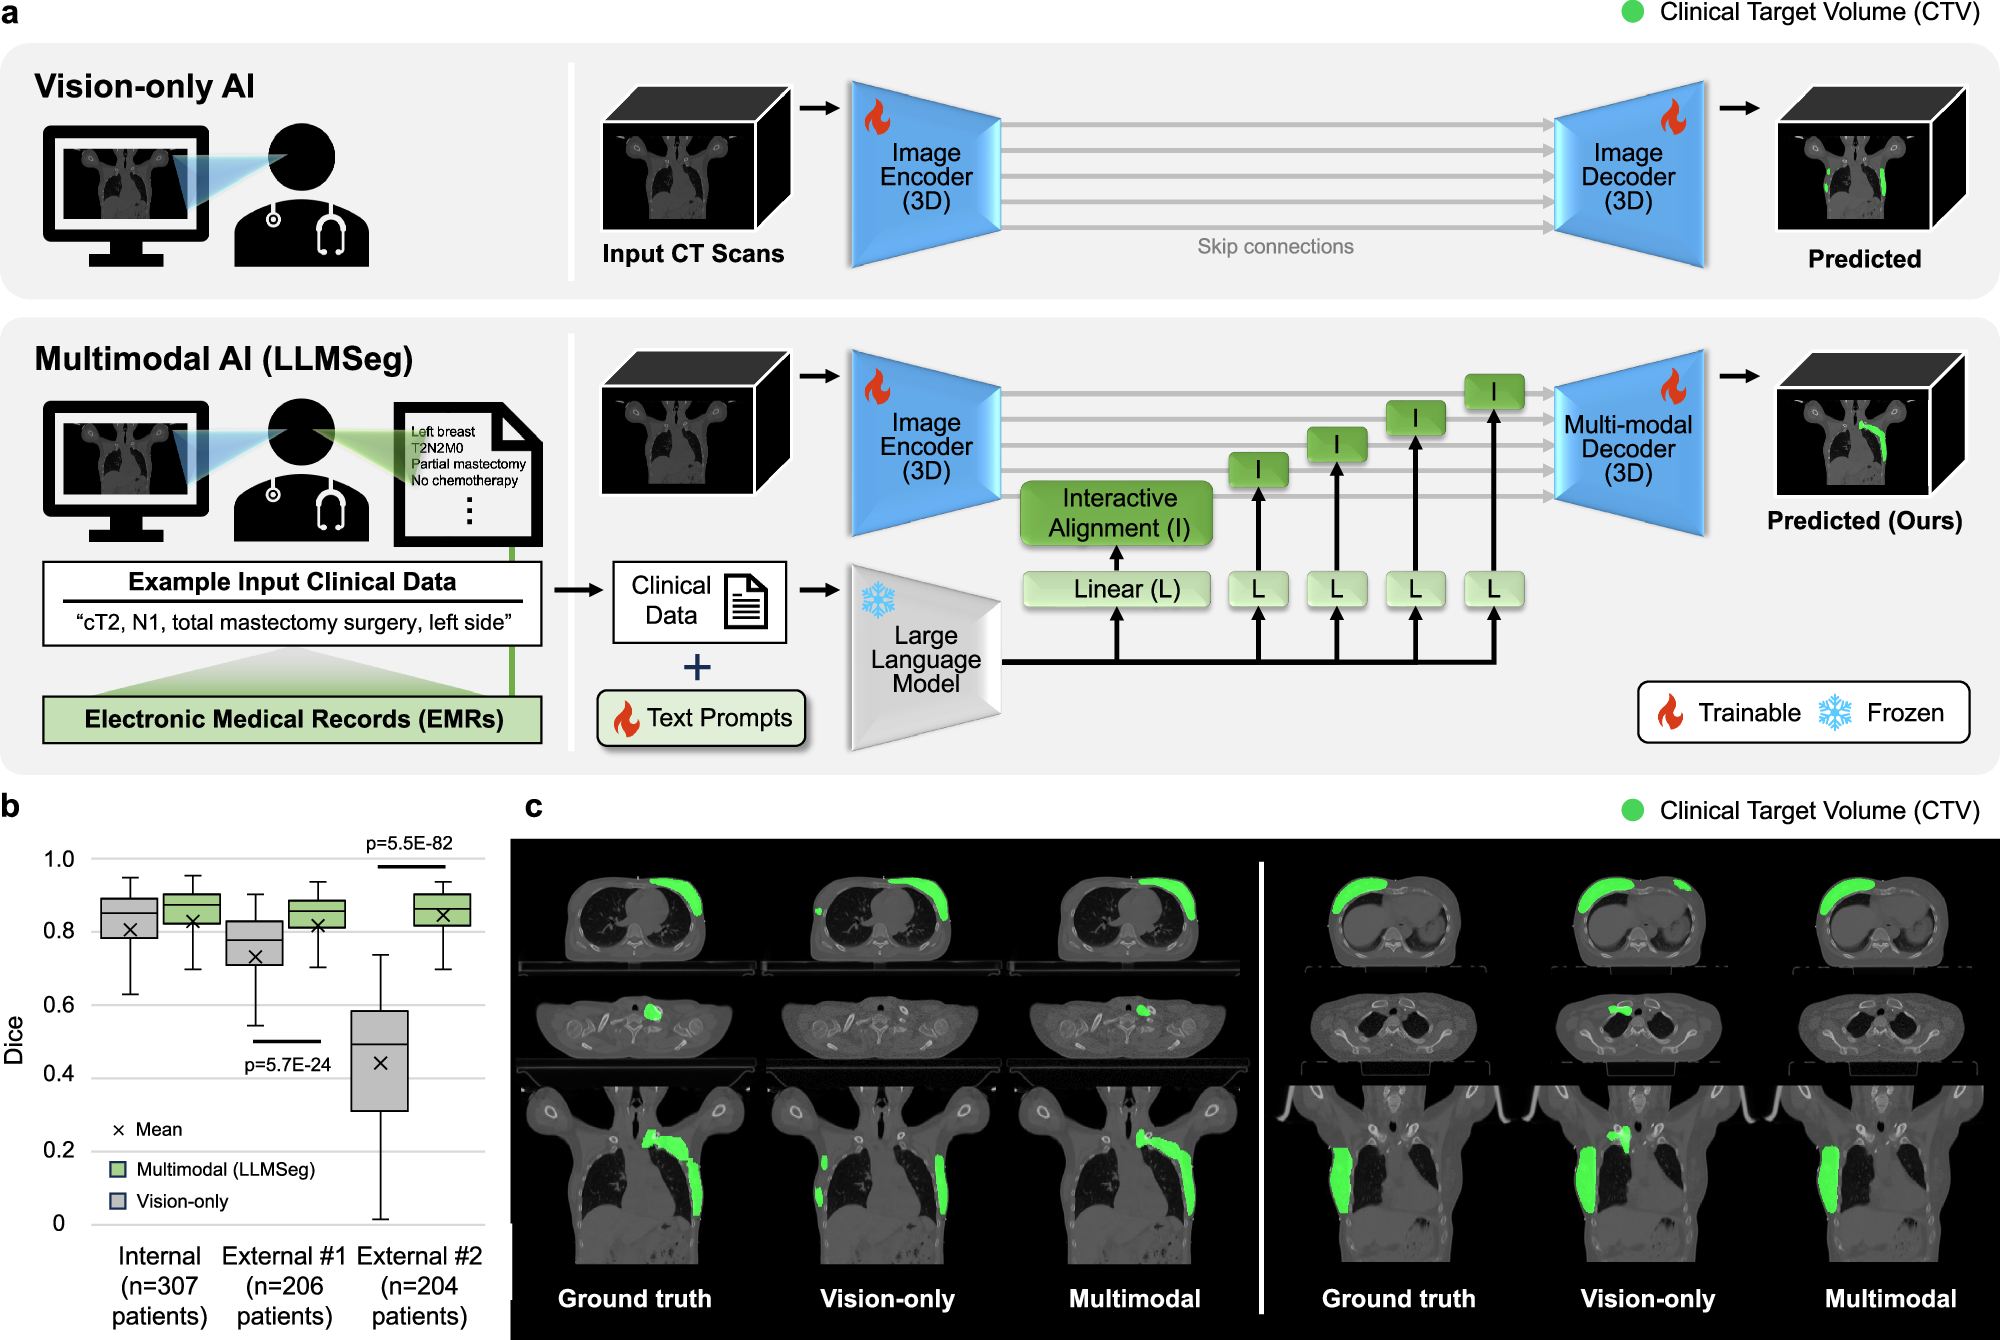 a
Clinical Target Volume (CTV)
Vision-only AI
Input CT Scans
Image
Encoder
(3D)
Skip connections
Image
Decoder
(3D)
Predicted
Multimodal AI (LLMSeg)
Left breast
T2N2M0
Partial mastectomy
No chemotherapy
Example Input Clinical Data
“cT2, N1, total mastectomy surgery, left side”
Electronic Medical Records (EMRs)
Clinical
Data
+
Text Prompts
Image
Encoder
(3D)
Large
Language
Model
Interactive
Alignment (I)
I
I
I
I
Linear (L)
L
L
L
L
Multi-modal
Decoder
(3D)
Predicted (Ours)
Trainable
Frozen
b
Dice
1.0
0.8
0.6
0.4
0.2
0
p=5.5E-82
p=5.7E-24
Mean
Multimodal (LLMSeg)
Vision-only
Internal
(n=307
patients)
External #1
(n=206
patients)
External #2
(n=204
patients)
c
Clinical Target Volume (CTV)
Ground truth
Vision-only
Multimodal
Ground truth
Vision-only
Multimodal